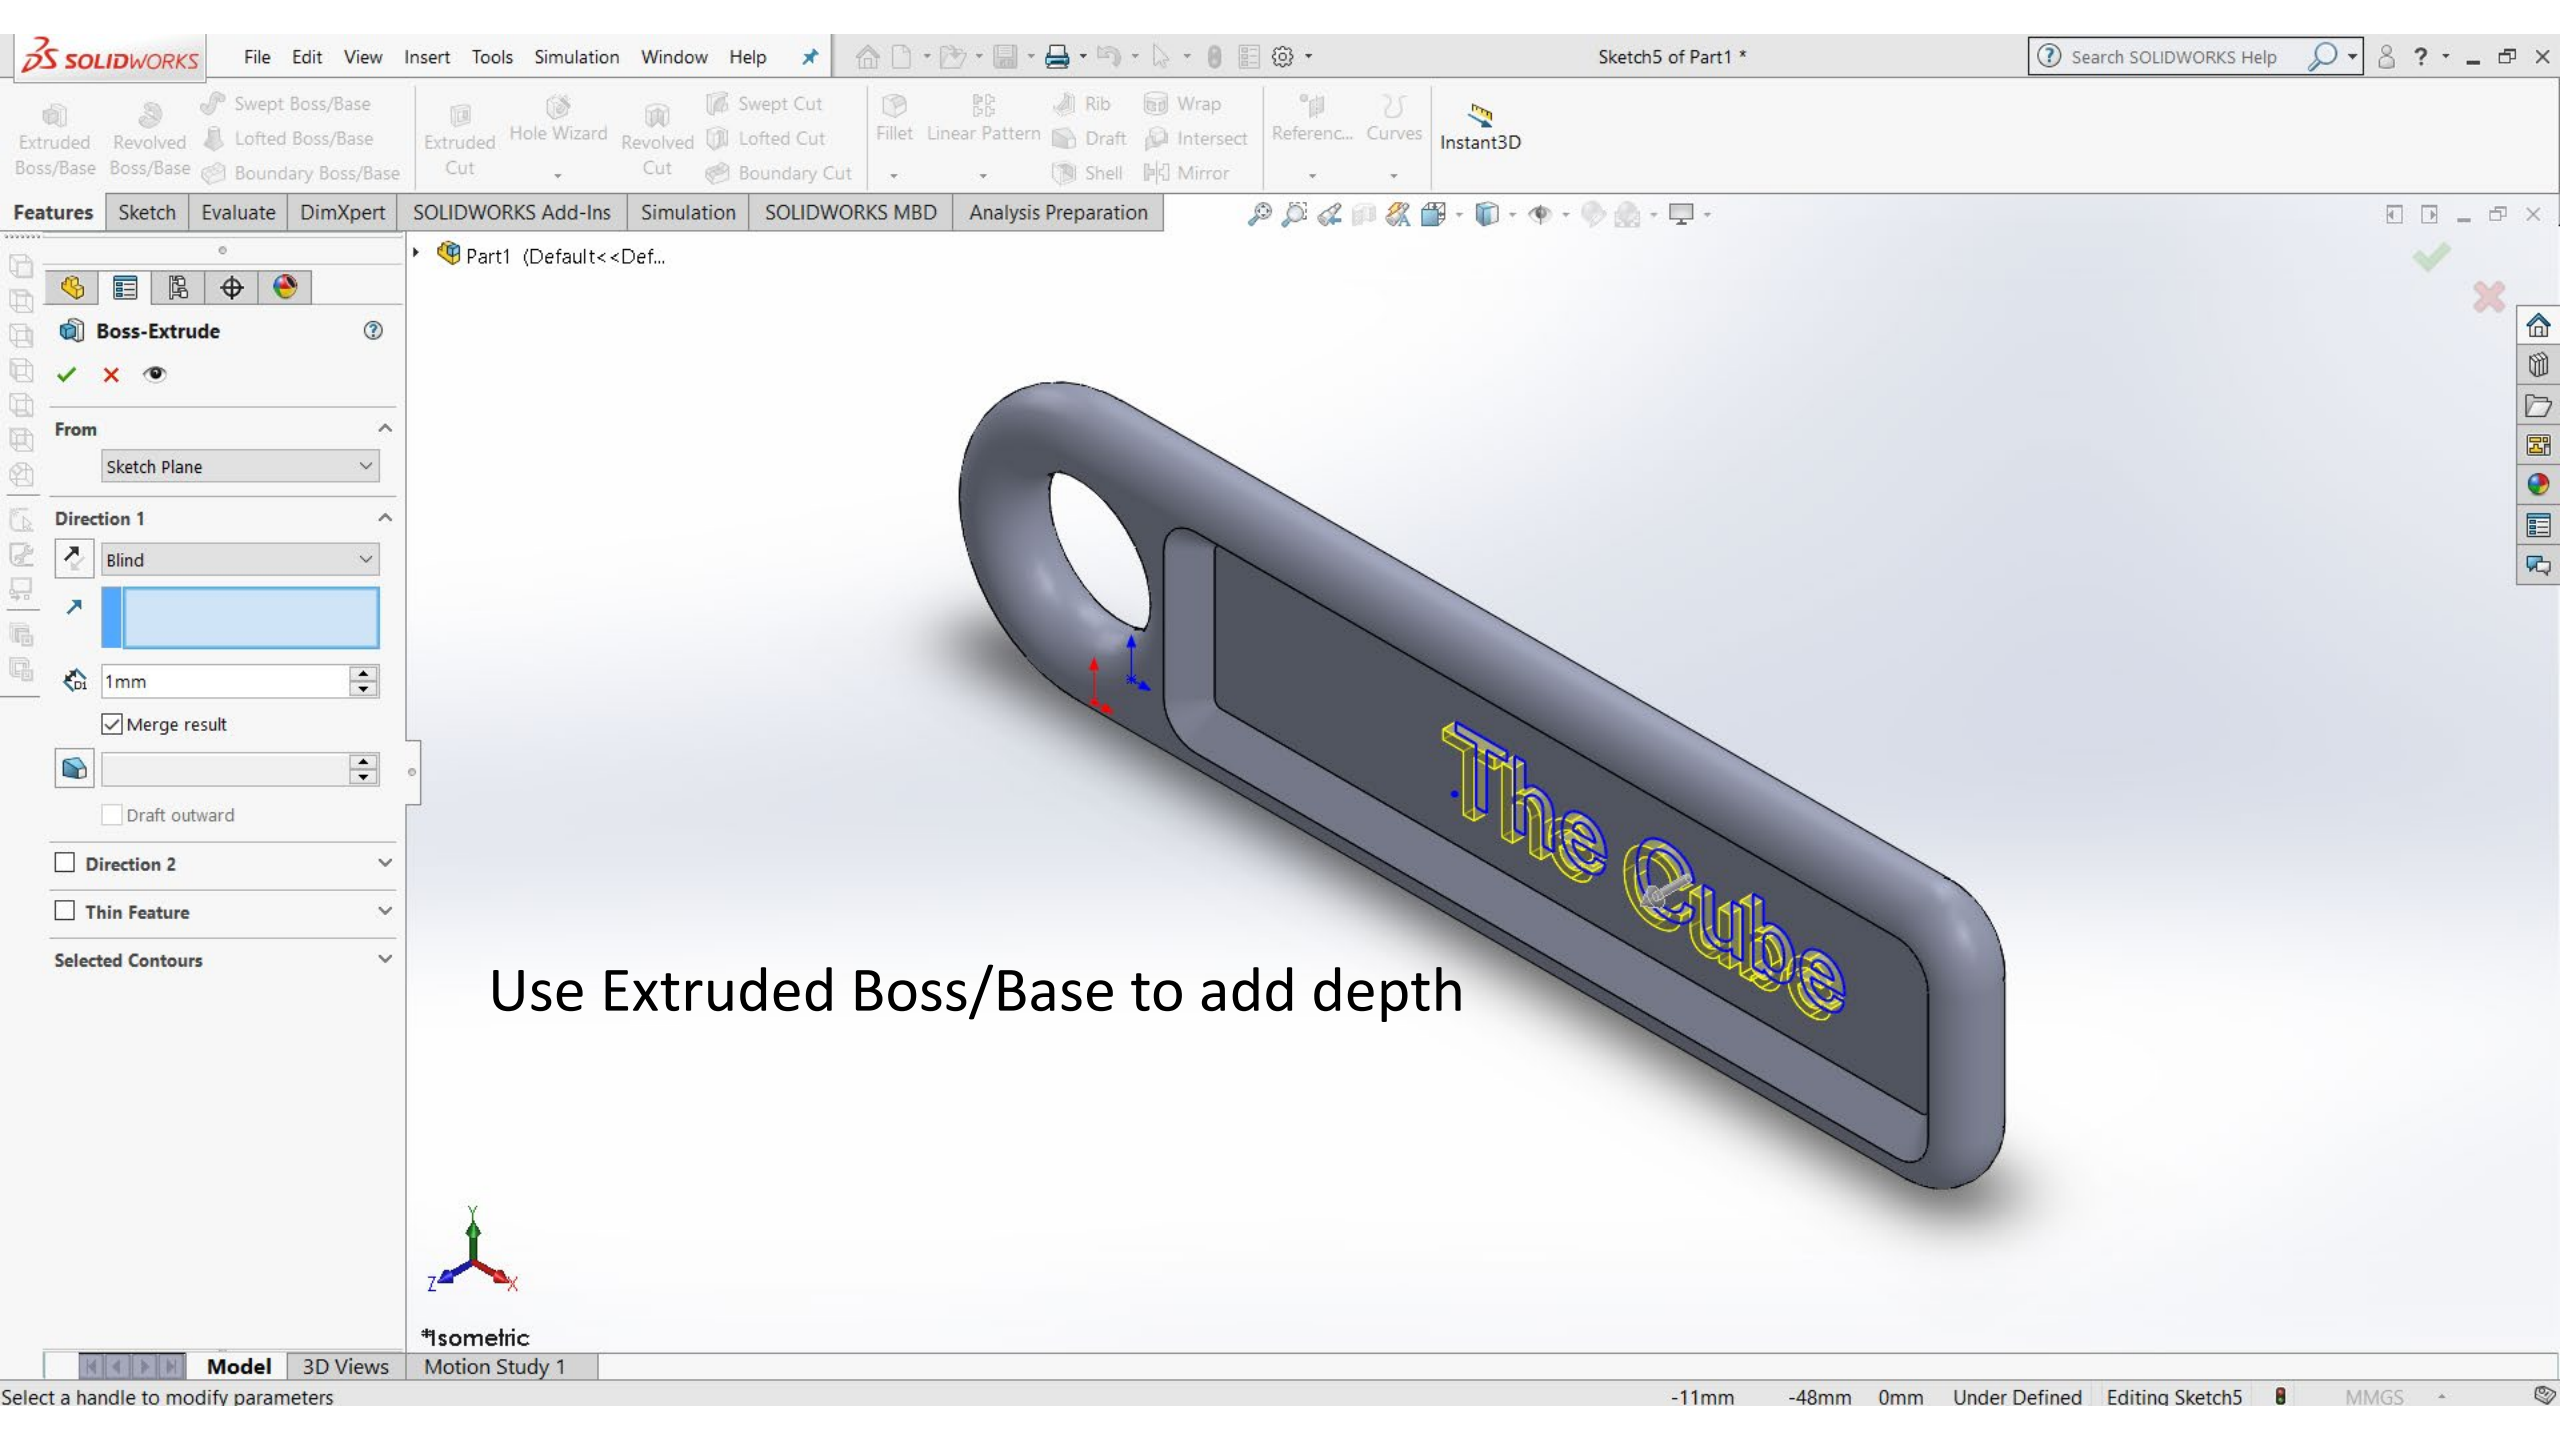 SOLIDWORKS File Edit View Insert Tools Simulation Window Help Sketch5 of Part1 * Search SOLIDWORKS Help ?
Extruded Boss/Base Revolved Boss/Base Swept Boss/Base Lofted Boss/Base Boundary Boss/Base Extruded Cut Hole Wizard Revolved Cut Swept Cut Lofted Cut Boundary Cut Fillet Linear Pattern Rib Draft Shell Wrap Intersect Mirror Referenc... Curves Instant3D
Features Sketch Evaluate DimXpert SOLIDWORKS Add-Ins Simulation SOLIDWORKS MBD Analysis Preparation
Part1 (Default<<Def...
Boss-Extrude ?
From
Sketch Plane
Direction 1
Blind
D1 1mm
Merge result
Draft outward
Direction 2
Thin Feature
Selected Contours
The Cube
Use Extruded Boss/Base to add depth
Y
Z X
*Isometric
Model 3D Views Motion Study 1
Select a handle to modify parameters -11mm -48mm 0mm Under Defined Editing Sketch5 MMGS